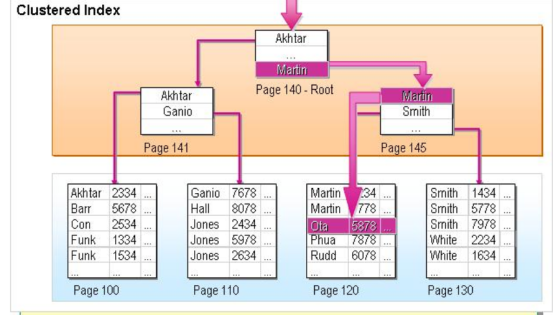 Clustered Index
Akhtar
...
Martin
Page 140 - Root
Akhtar
Ganio
...
Page 141
Martin
Smith
...
Page 145
Akhtar 2334 ...
Barr 5678 ...
Con 2534 ...
Funk 1334 ...
Funk 1534 ...
... ... ...
Page 100
Ganio 7678 ...
Hall 8078 ...
Jones 2434 ...
Jones 5978 ...
Jones 2634 ...
... ... ...
Page 110
Martin 234 ...
Martin 778 ...
Ota 5878 ...
Phua 7878 ...
Rudd 6078 ...
... ... ...
Page 120
Smith 1434 ...
Smith 5778 ...
Smith 7978 ...
White 2234 ...
White 1634 ...
... ... ...
Page 130